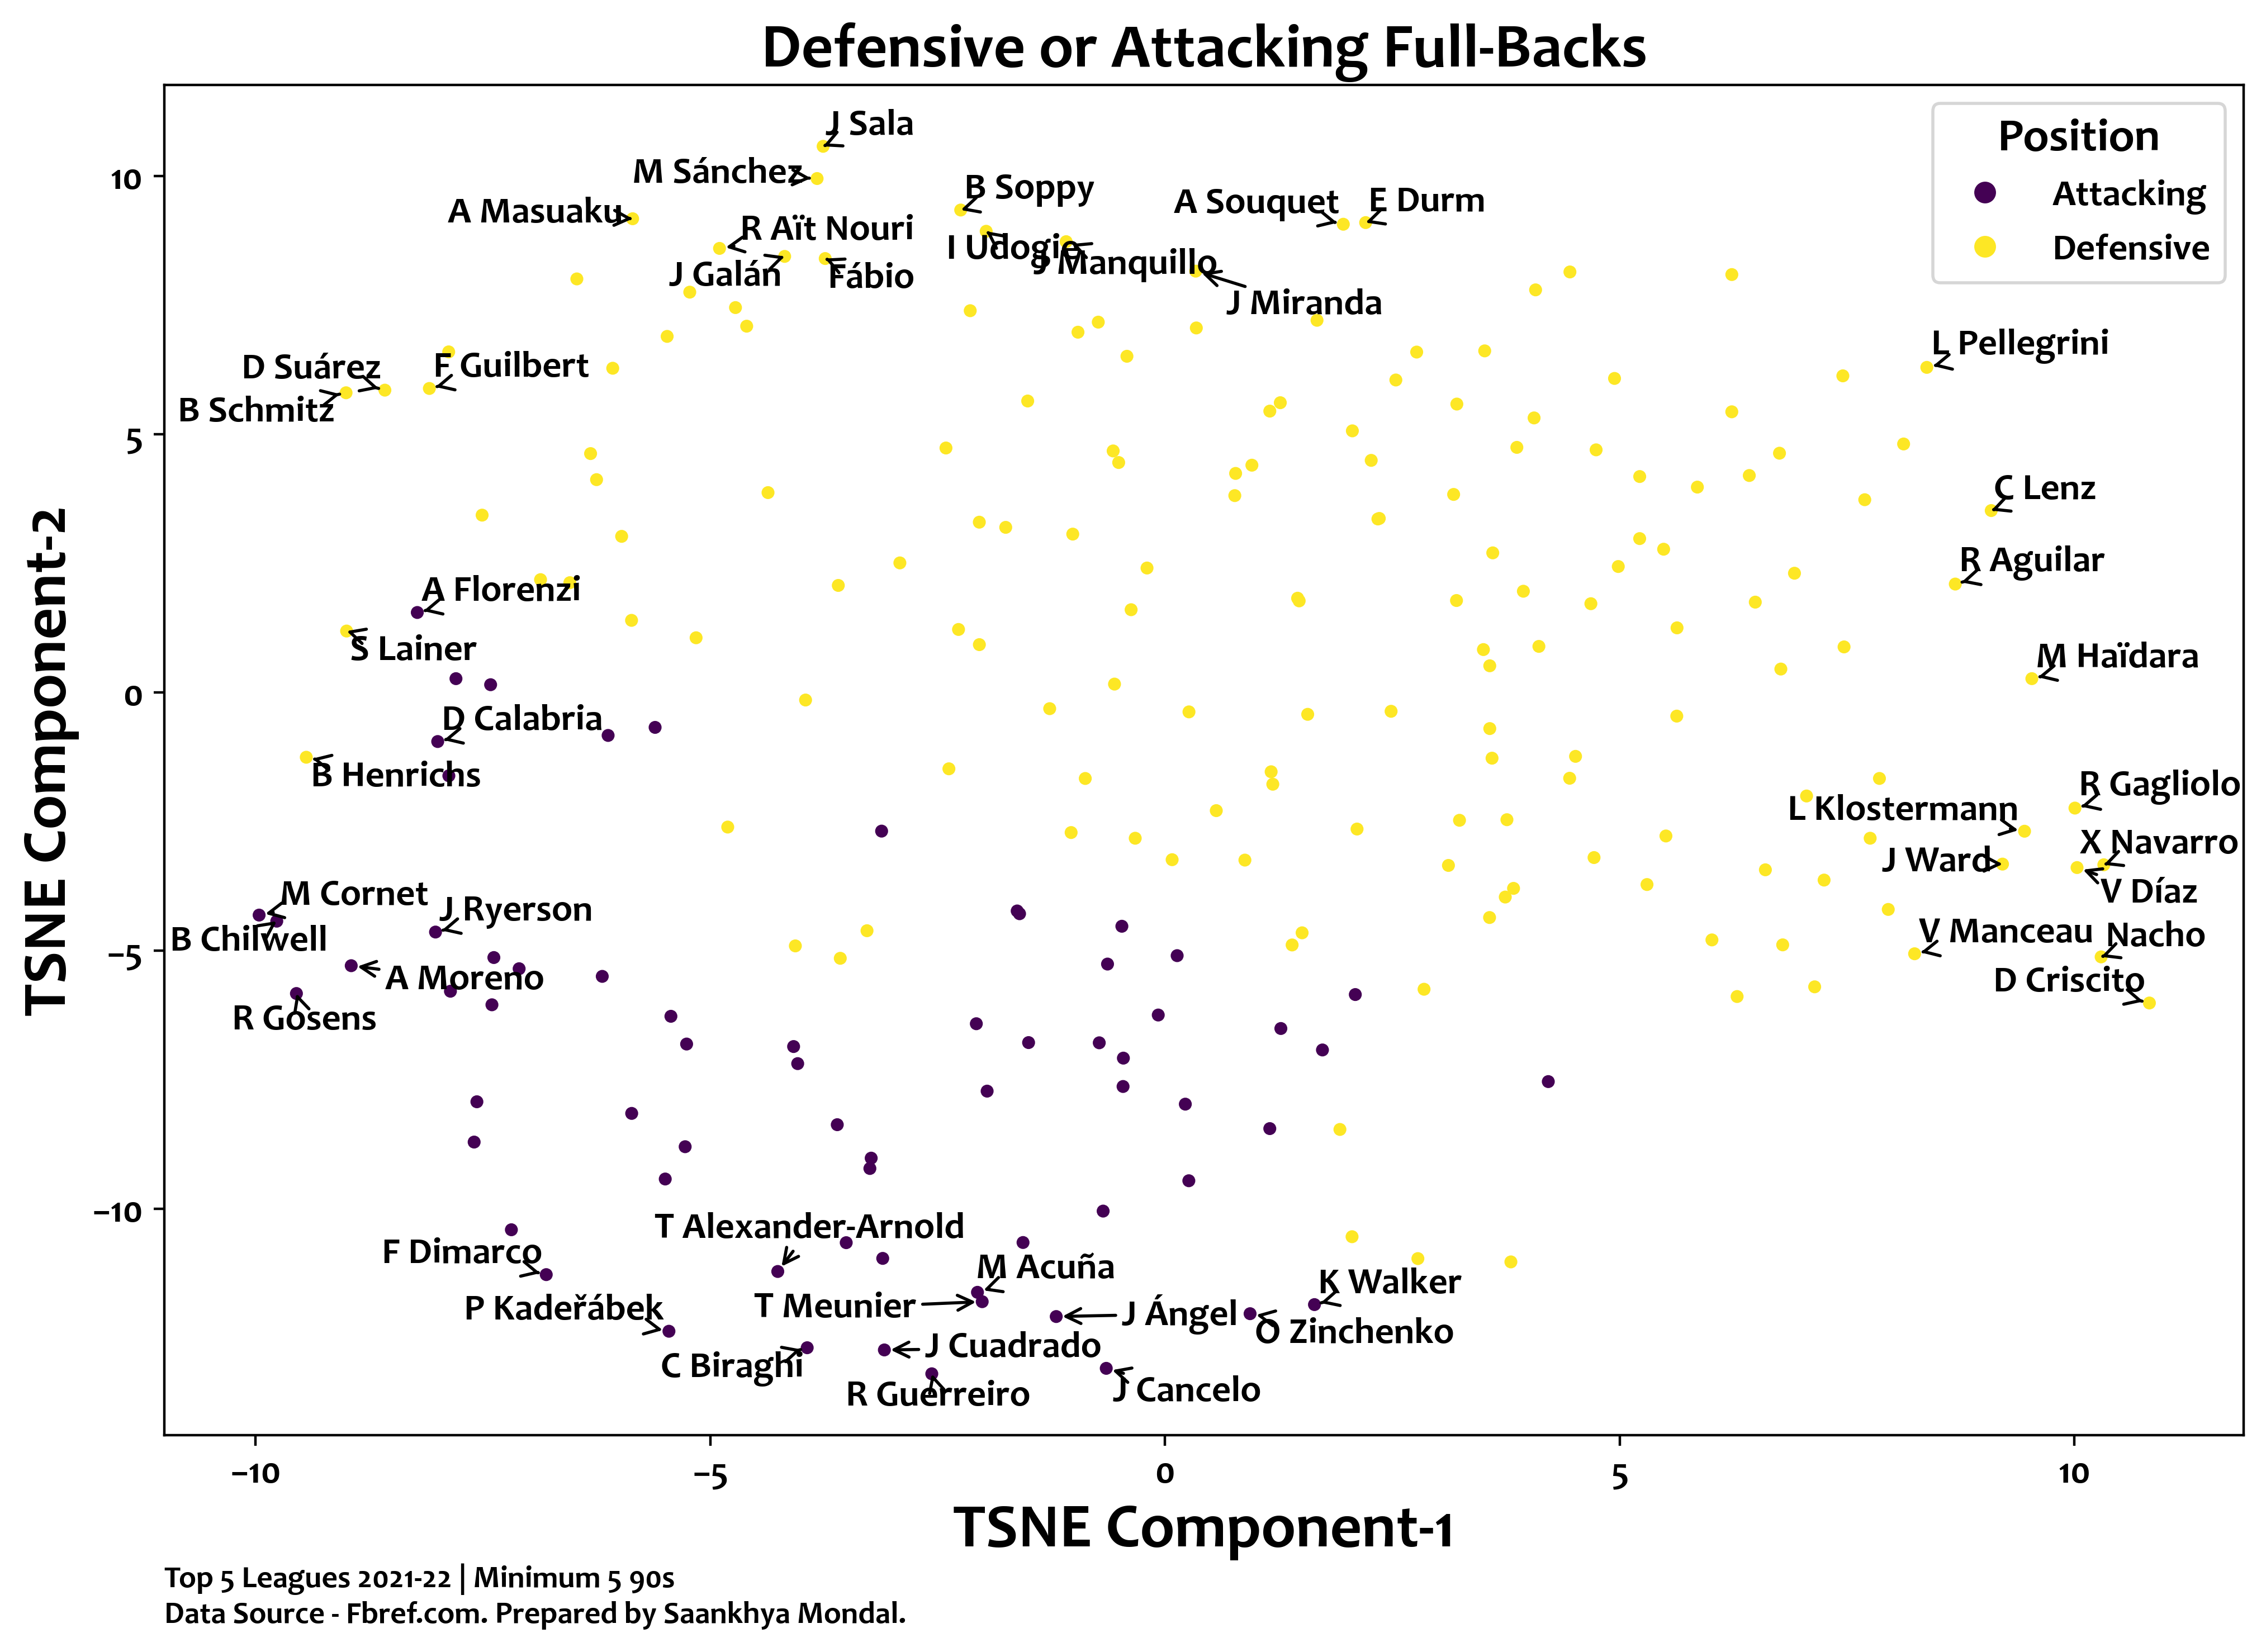 Defensive or Attacking Full-Backs
Position
Attacking
Defensive
J Sala
M Sánchez
B Soppy
A Souquet
E Durm
A Masuaku
R Aït Nouri
I Udogie
J Manquillo
J Galán
Fábio
J Miranda
L Pellegrini
D Suárez
F Guilbert
B Schmitz
C Lenz
R Aguilar
A Florenzi
S Lainer
M Haïdara
D Calabria
B Henrichs
R Gagliolo
L Klostermann
X Navarro
J Ward
V Díaz
M Cornet
J Ryerson
B Chilwell
V Manceau
Nacho
A Moreno
D Criscito
R Gosens
T Alexander-Arnold
F Dimarco
M Acuña
K Walker
P Kadeřábek
T Meunier
J Ángel
O Zinchenko
C Biraghi
J Cuadrado
R Guerreiro
J Cancelo
10
5
0
−5
−10
TSNE Component-2
−10
−5
0
5
10
TSNE Component-1
Top 5 Leagues 2021-22 | Minimum 5 90s
Data Source - Fbref.com. Prepared by Saankhya Mondal.